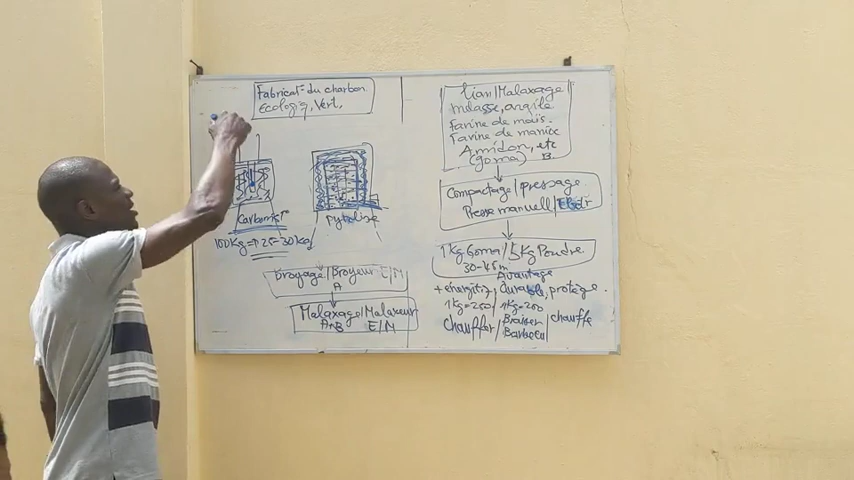 Fabricat° du charbon
Ecologiq, Vert,
Carbonis°
Pyrolise
100Kg = 25-30Kg
Broyage/Broyeur E/M
A
Malaxage/Malaxeur
A+B E/M
Lian/Malaxage
Melasse, argile
Farine de maïs.
Farine de manioc
Amidon, etc
(goma) B.
Compactage/pressage
Presse manuell/
1Kg Goma/5Kg Poudre.
30-45m
Avantage
+ énergétiq/durable, protège.
1Kg=250 1Kg=200
Chauffer/Braiser/chauffe
Barbecu